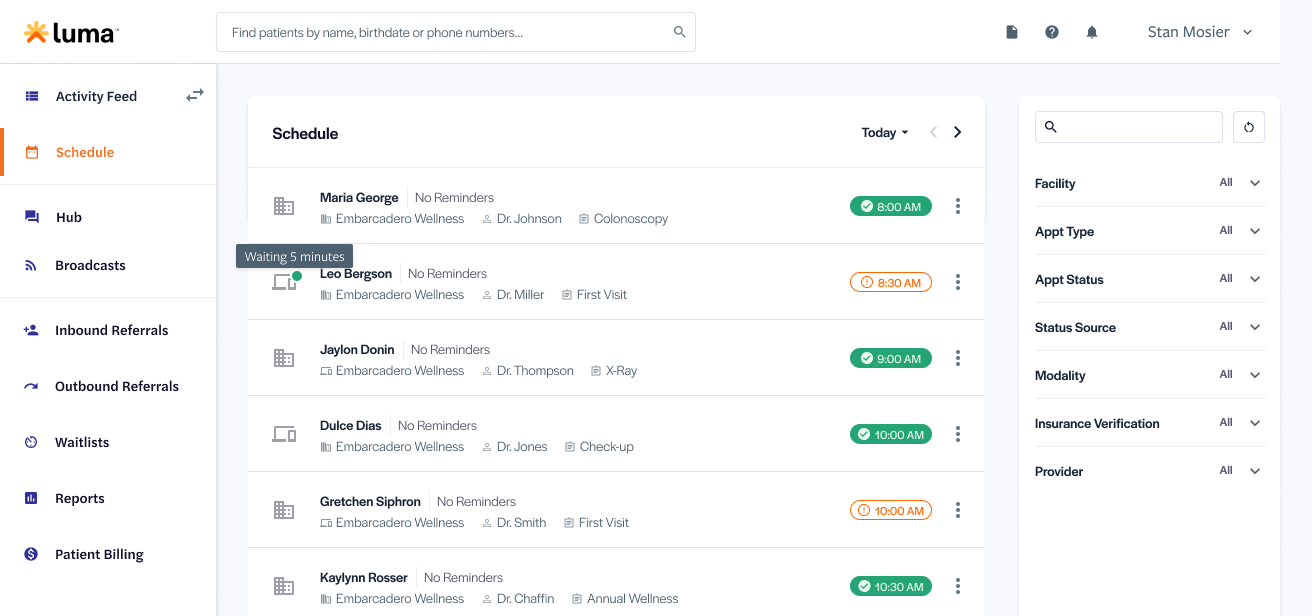 luma™
Find patients by name, birthdate or phone numbers...
Stan Mosier
Activity Feed
Schedule
Hub
Broadcasts
Inbound Referrals
Outbound Referrals
Waitlists
Reports
Patient Billing
Schedule
Today
Maria George No Reminders
Embarcadero Wellness Dr. Johnson Colonoscopy
8:00 AM
Waiting 5 minutes
Leo Bergson No Reminders
Embarcadero Wellness Dr. Miller First Visit
8:30 AM
Jaylon Donin No Reminders
Embarcadero Wellness Dr. Thompson X-Ray
9:00 AM
Dulce Dias No Reminders
Embarcadero Wellness Dr. Jones Check-up
10:00 AM
Gretchen Siphron No Reminders
Embarcadero Wellness Dr. Smith First Visit
10:00 AM
Kaylynn Rosser No Reminders
Embarcadero Wellness Dr. Chaffin Annual Wellness
10:30 AM
Facility All
Appt Type All
Appt Status All
Status Source All
Modality All
Insurance Verification All
Provider All